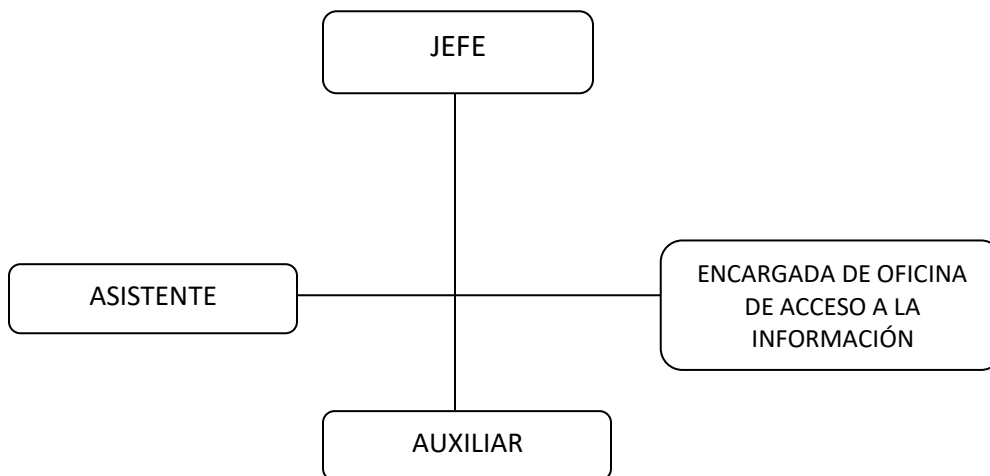 JEFE
ASISTENTE
ENCARGADA DE OFICINA
DE ACCESO A LA
INFORMACIÓN
AUXILIAR